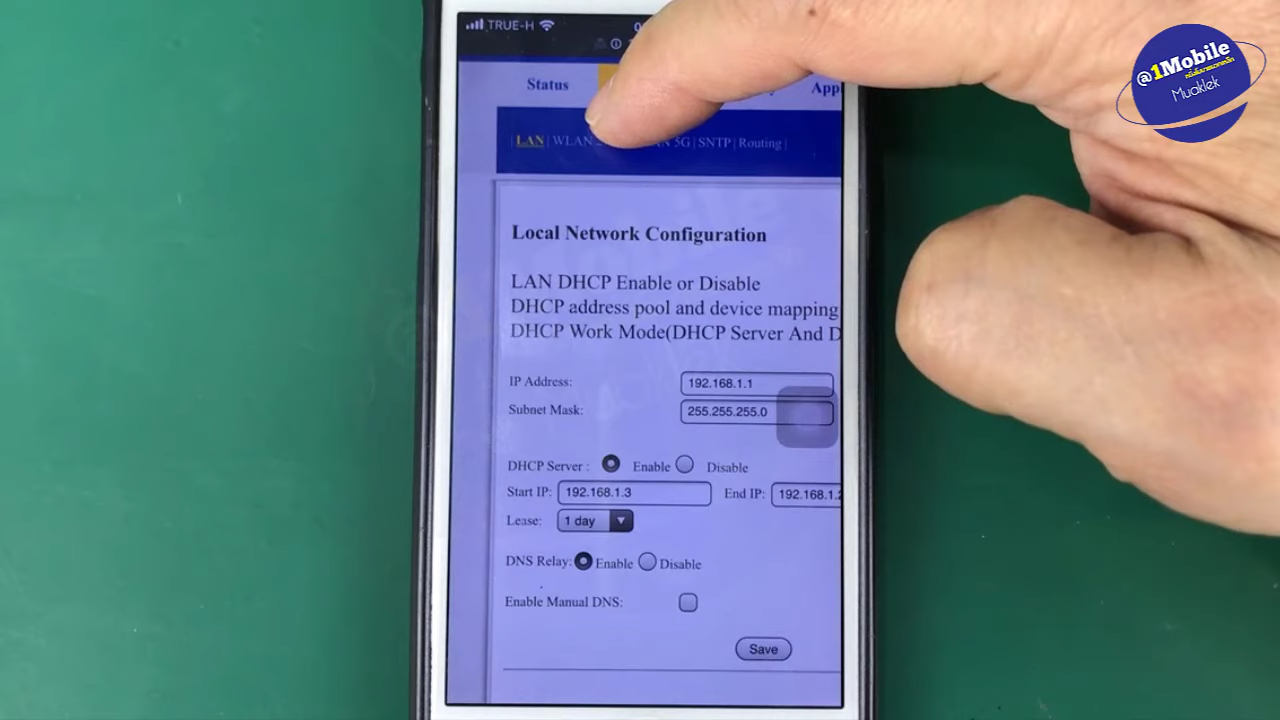 TRUE-H
Status
App
| LAN | WLAN 5G | SNTP | Routing |
Local Network Configuration
LAN DHCP Enable or Disable
DHCP address pool and device mapping
DHCP Work Mode(DHCP Server And D
IP Address: 192.168.1.1
Subnet Mask: 255.255.255.0
DHCP Server : Enable Disable
Start IP: 192.168.1.3 End IP: 192.168.1.2
Lease: 1 day
DNS Relay: Enable Disable
Enable Manual DNS:
Save
@1Mobile
Muaklek